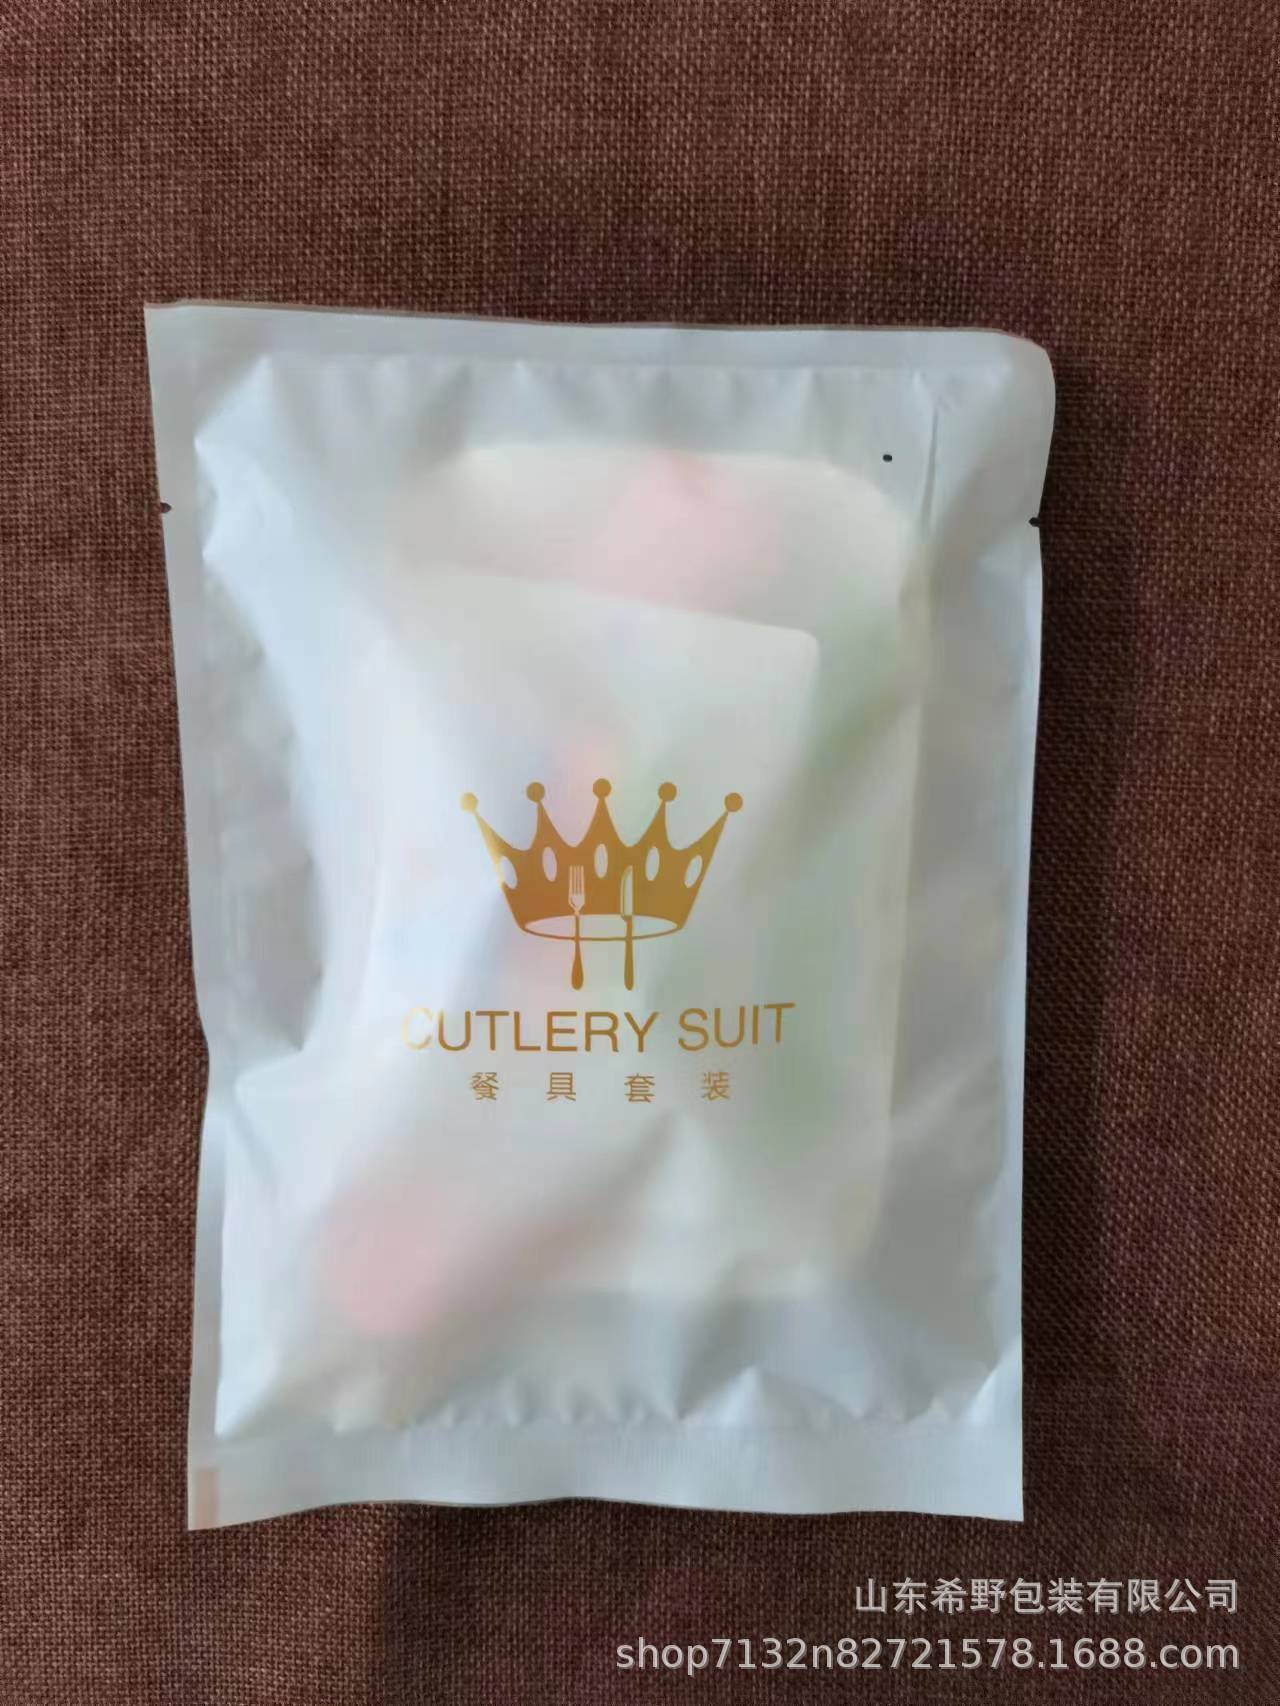 CUTLERY SUIT
餐具套装
山东希野包装有限公司
shop7132n82721578.1688.com